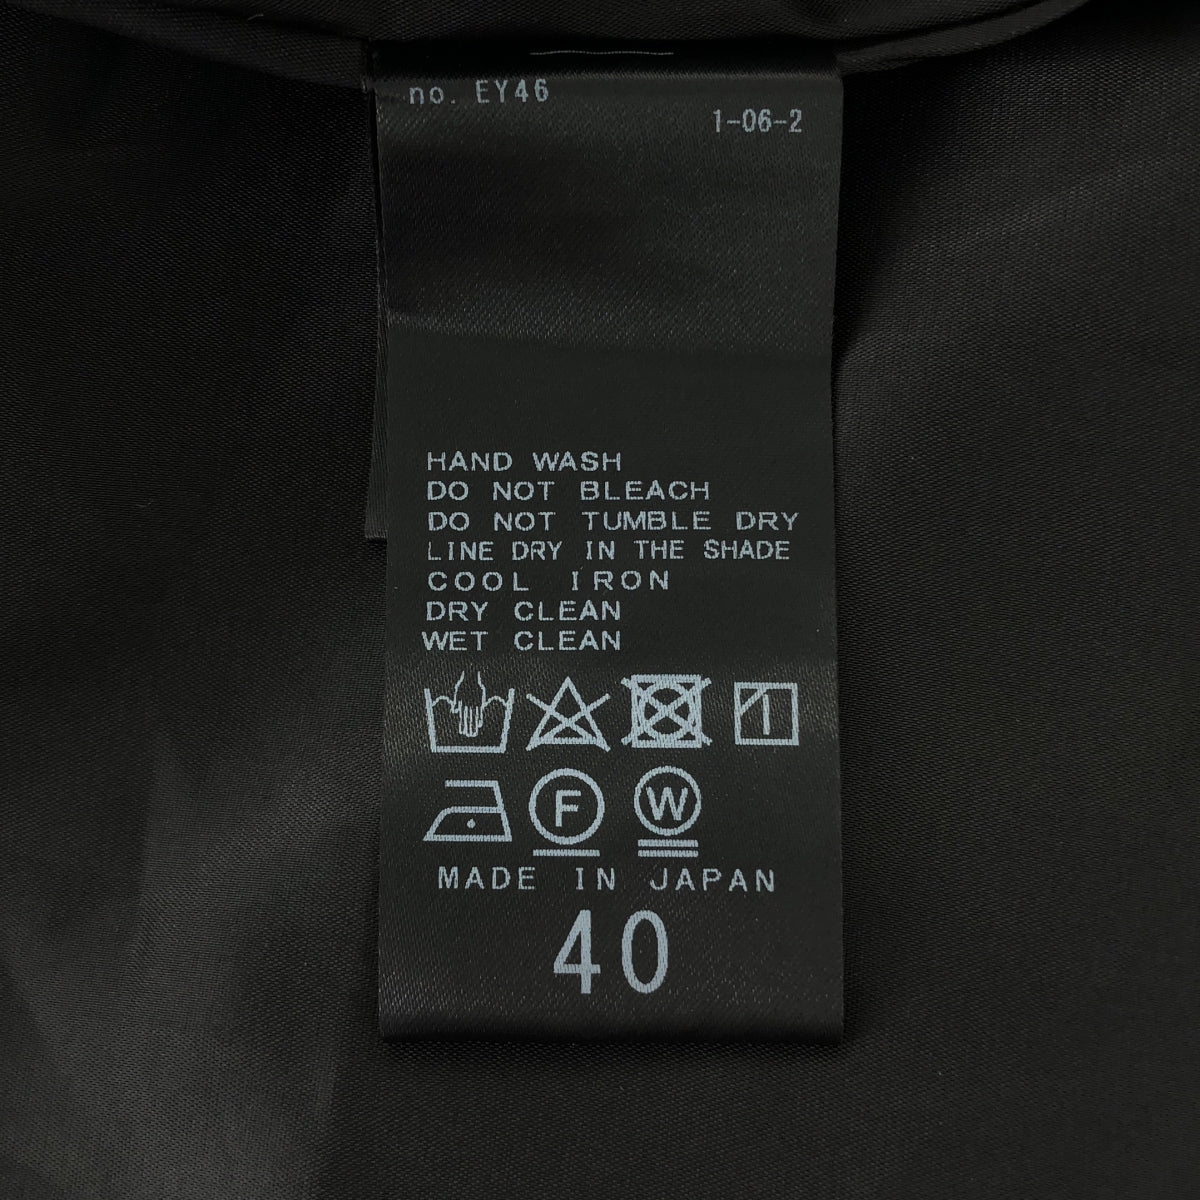 no. EY46
1-06-2
HAND WASH
DO NOT BLEACH
DO NOT TUMBLE DRY
LINE DRY IN THE SHADE
COOL IRON
DRY CLEAN
WET CLEAN
F W
MADE IN JAPAN
40